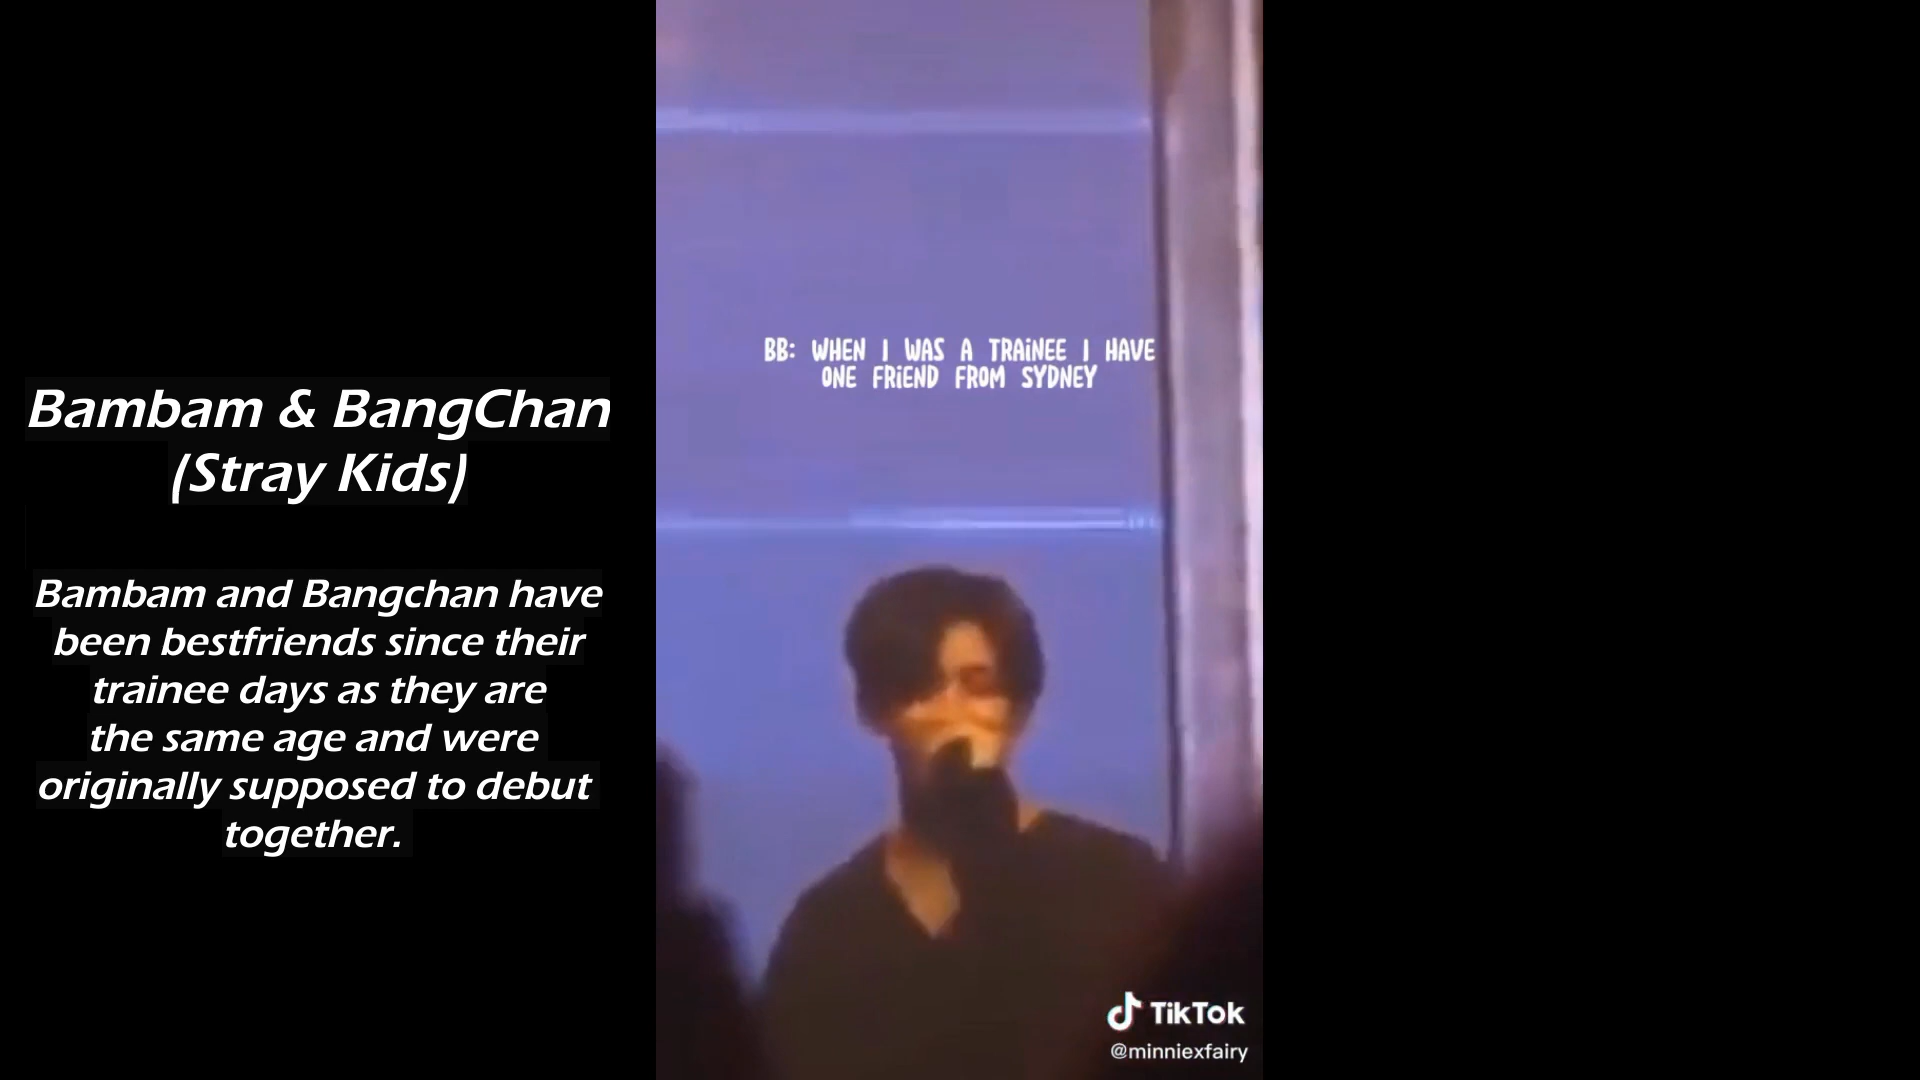 Bambam & BangChan
(Stray Kids)
Bambam and Bangchan have
been bestfriends since their
trainee days as they are
the same age and were
originally supposed to debut
together.
BB: WHEN I WAS A TRAINEE I HAVE
ONE FRIEND FROM SYDNEY
TikTok
@minniexfairy